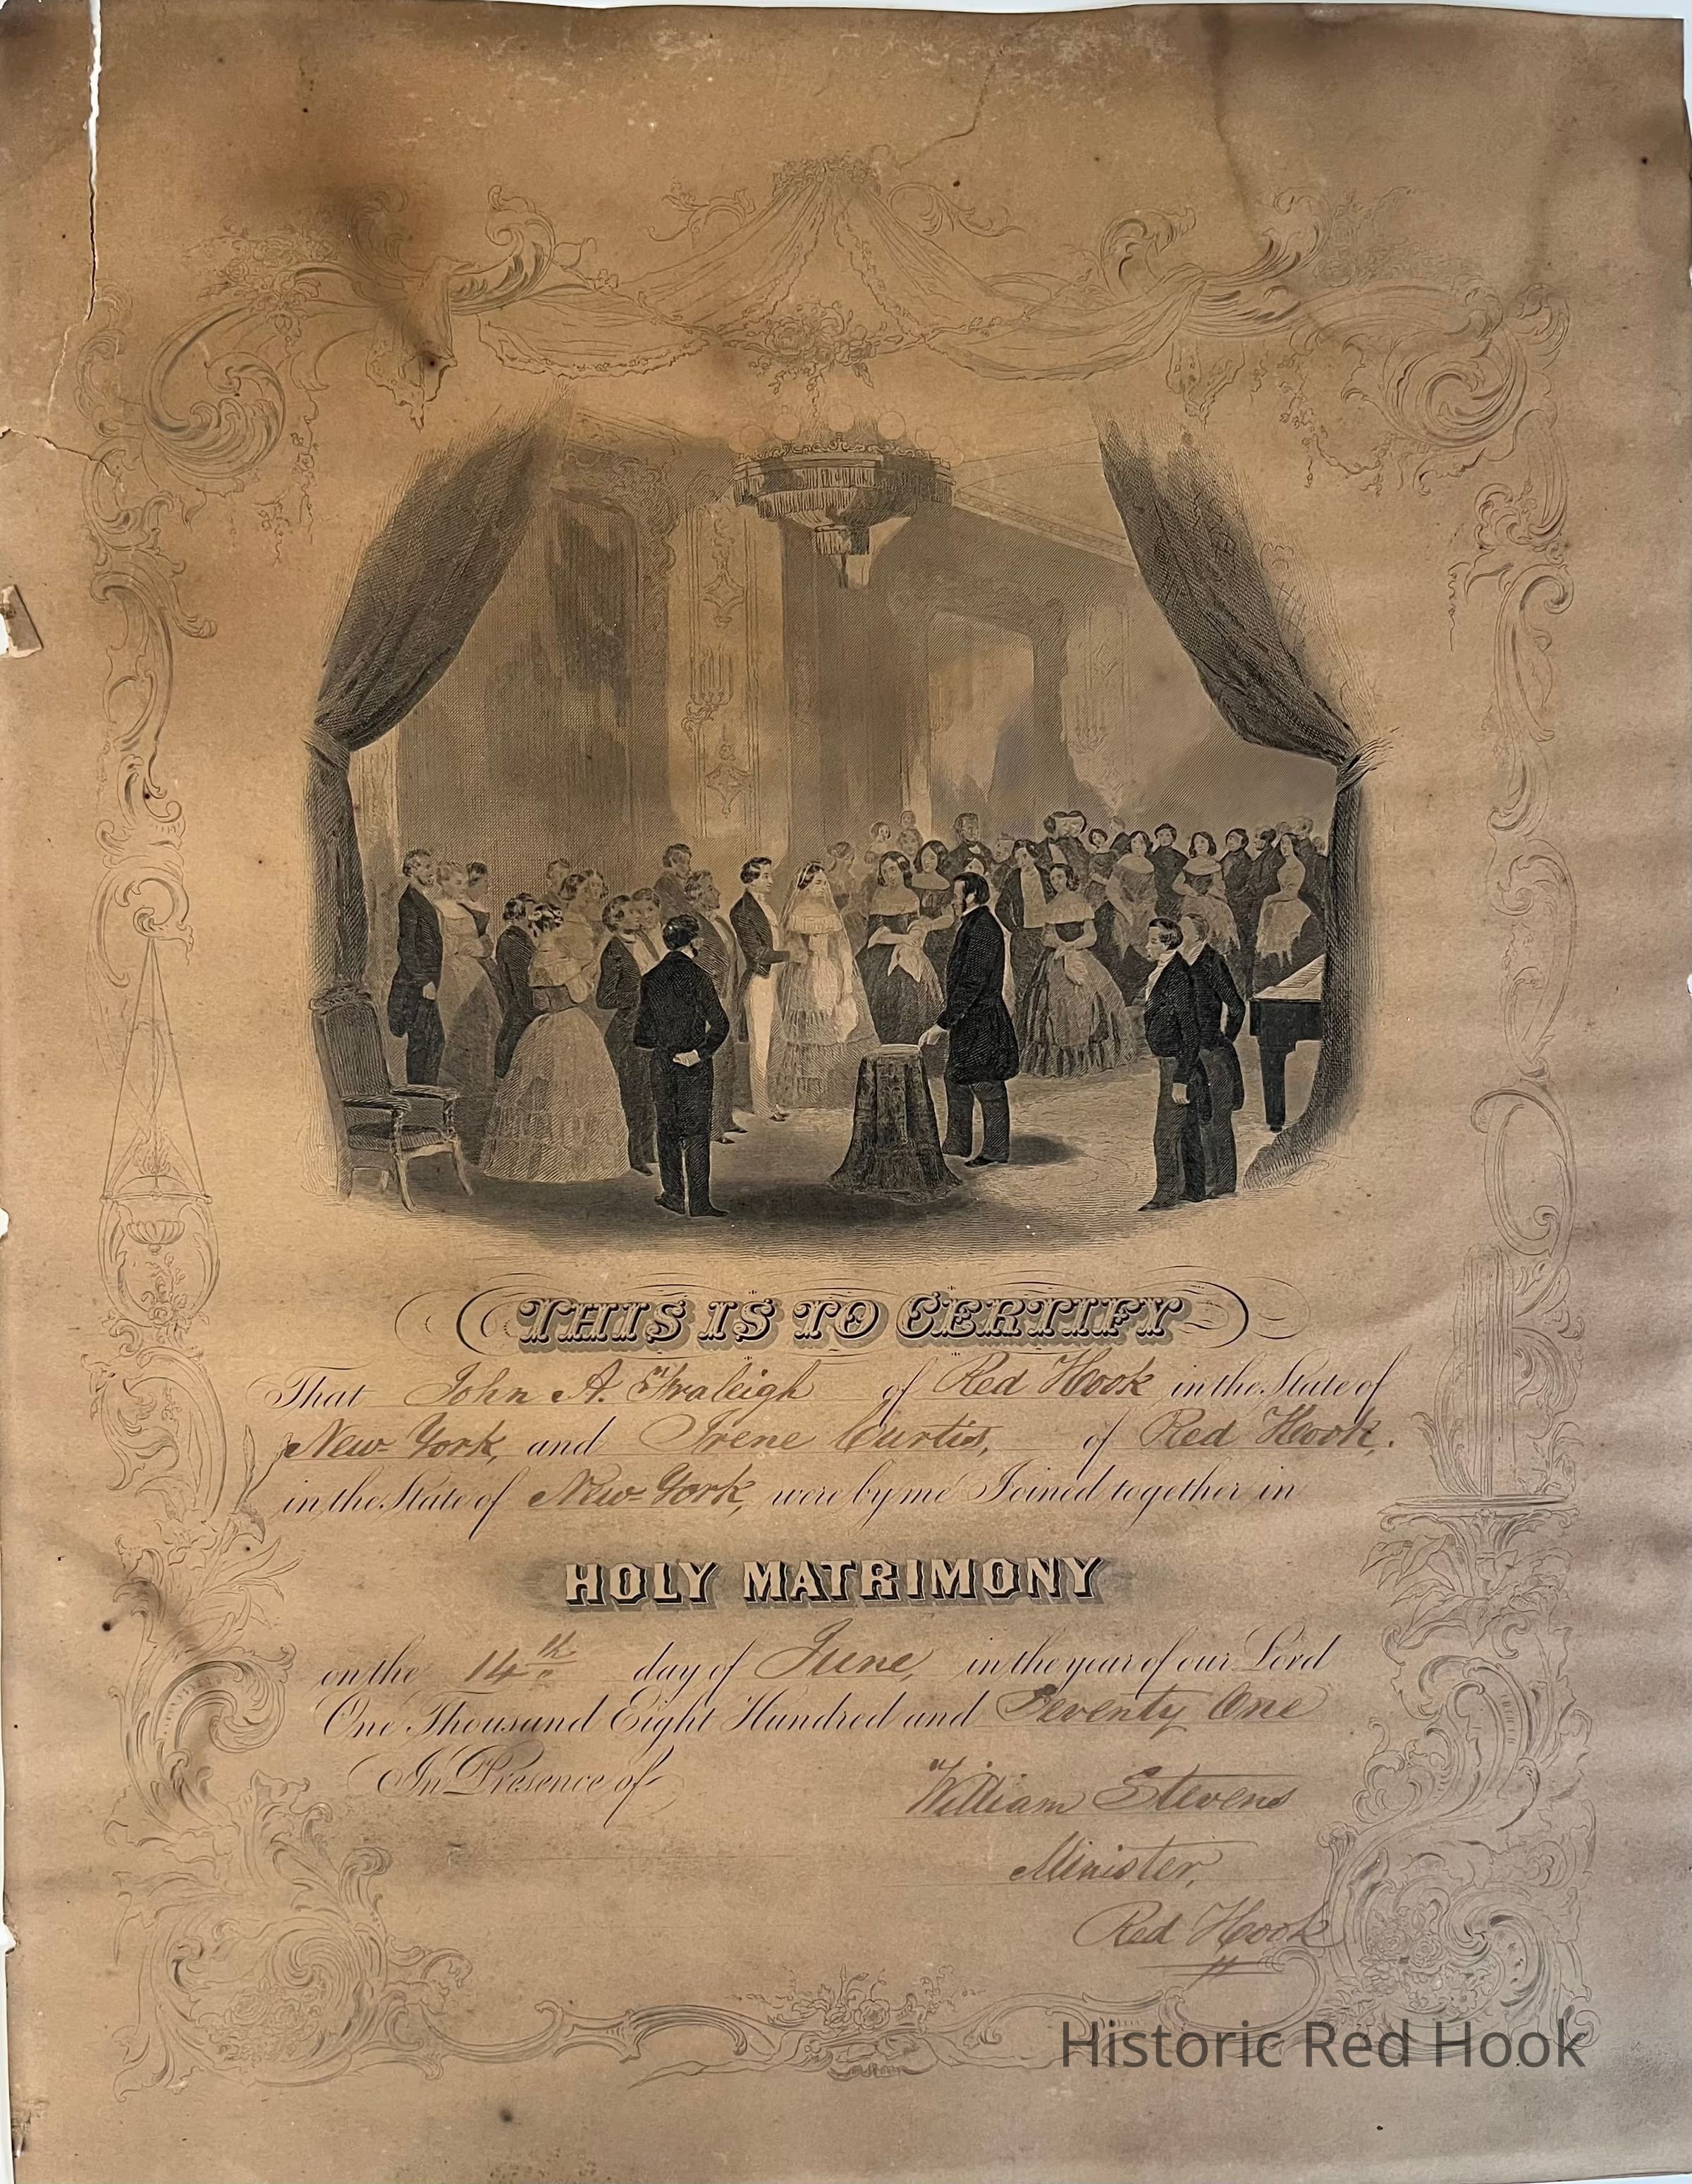 THIS IS TO CERTIFY
That John A. Fraleigh of Red Hook in the State of
New-York, and Irene Curtis, of Red Hook,
in the State of New-York, were by me Joined together in
HOLY MATRIMONY
on the 14th day of June, in the year of our Lord
One Thousand Eight Hundred and Seventy One
In Presence of
William Stevens
Minister,
Red Hook
Historic Red Hook